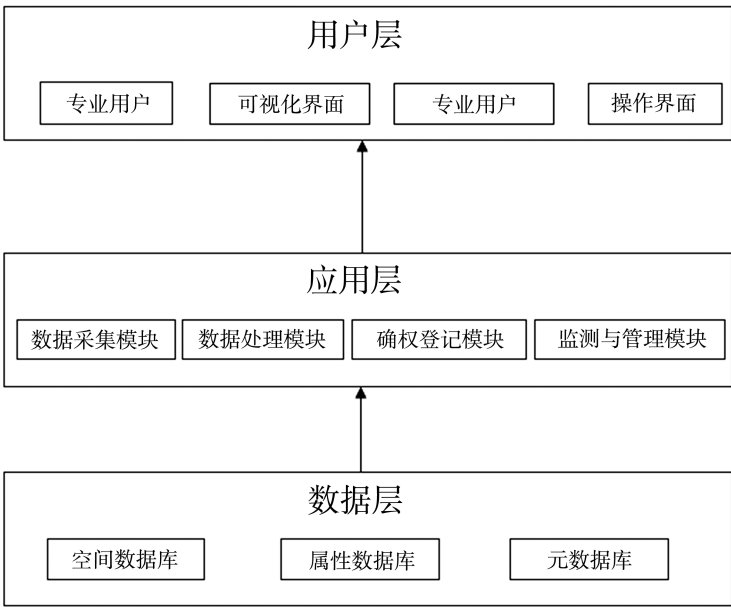 用户层
专业用户 可视化界面 专业用户 操作界面
应用层
数据采集模块 数据处理模块 确权登记模块 监测与管理模块
数据层
空间数据库 属性数据库 元数据库